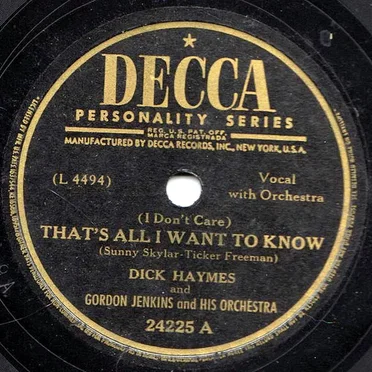 DECCA
PERSONALITY SERIES
REG. U.S. PAT. OFF.
MARCA REGISTRADA
MANUFACTURED BY DECCA RECORDS, INC., NEW YORK, U.S.A.
(L 4494)
Vocal
with Orchestra
(I Don't Care)
THAT'S ALL I WANT TO KNOW
(Sunny Skylar-Ticker Freeman)
DICK HAYMES
and
GORDON JENKINS and HIS ORCHESTRA
24225 A